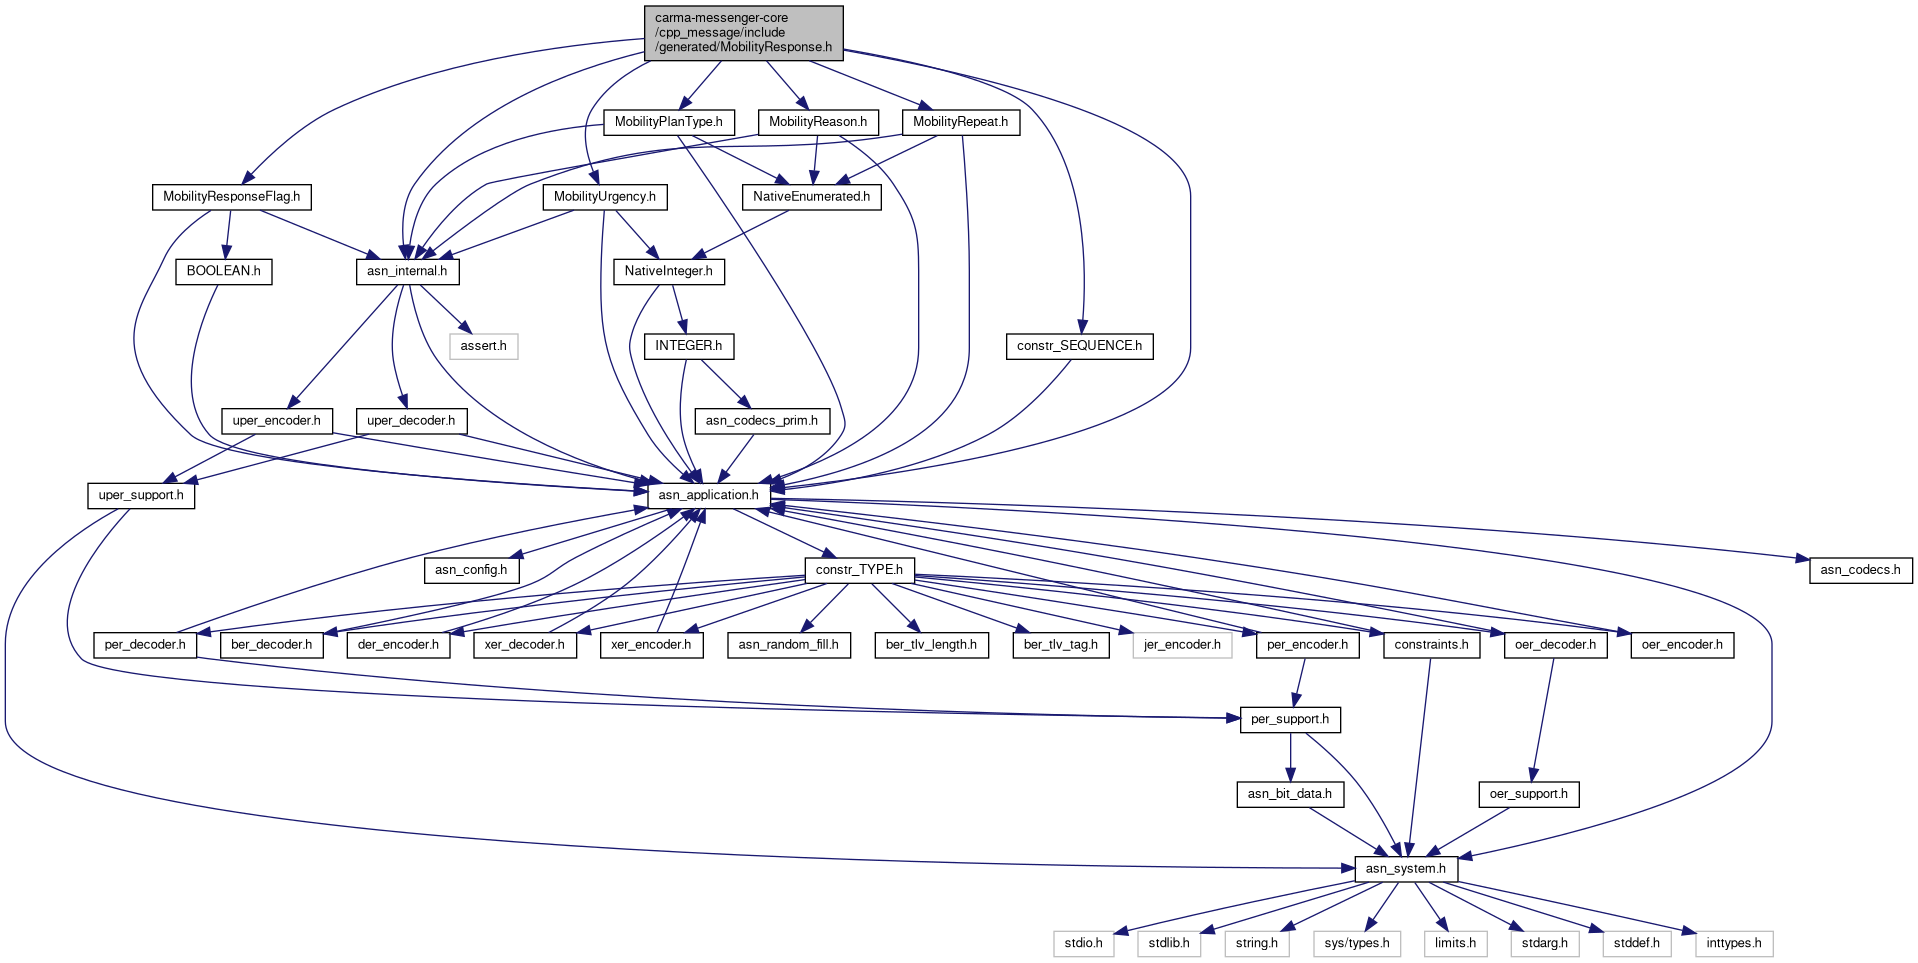 carma-messenger-core
/cpp_message/include
/generated/MobilityResponse.h
MobilityPlanType.h
MobilityReason.h
MobilityRepeat.h
MobilityResponseFlag.h
MobilityUrgency.h
NativeEnumerated.h
BOOLEAN.h
asn_internal.h
NativeInteger.h
assert.h
INTEGER.h
constr_SEQUENCE.h
uper_encoder.h
uper_decoder.h
asn_codecs_prim.h
uper_support.h
asn_application.h
asn_config.h
constr_TYPE.h
asn_codecs.h
per_decoder.h
ber_decoder.h
der_encoder.h
xer_decoder.h
xer_encoder.h
asn_random_fill.h
ber_tlv_length.h
ber_tlv_tag.h
jer_encoder.h
per_encoder.h
constraints.h
oer_decoder.h
oer_encoder.h
per_support.h
asn_bit_data.h
oer_support.h
asn_system.h
stdio.h
stdlib.h
string.h
sys/types.h
limits.h
stdarg.h
stddef.h
inttypes.h